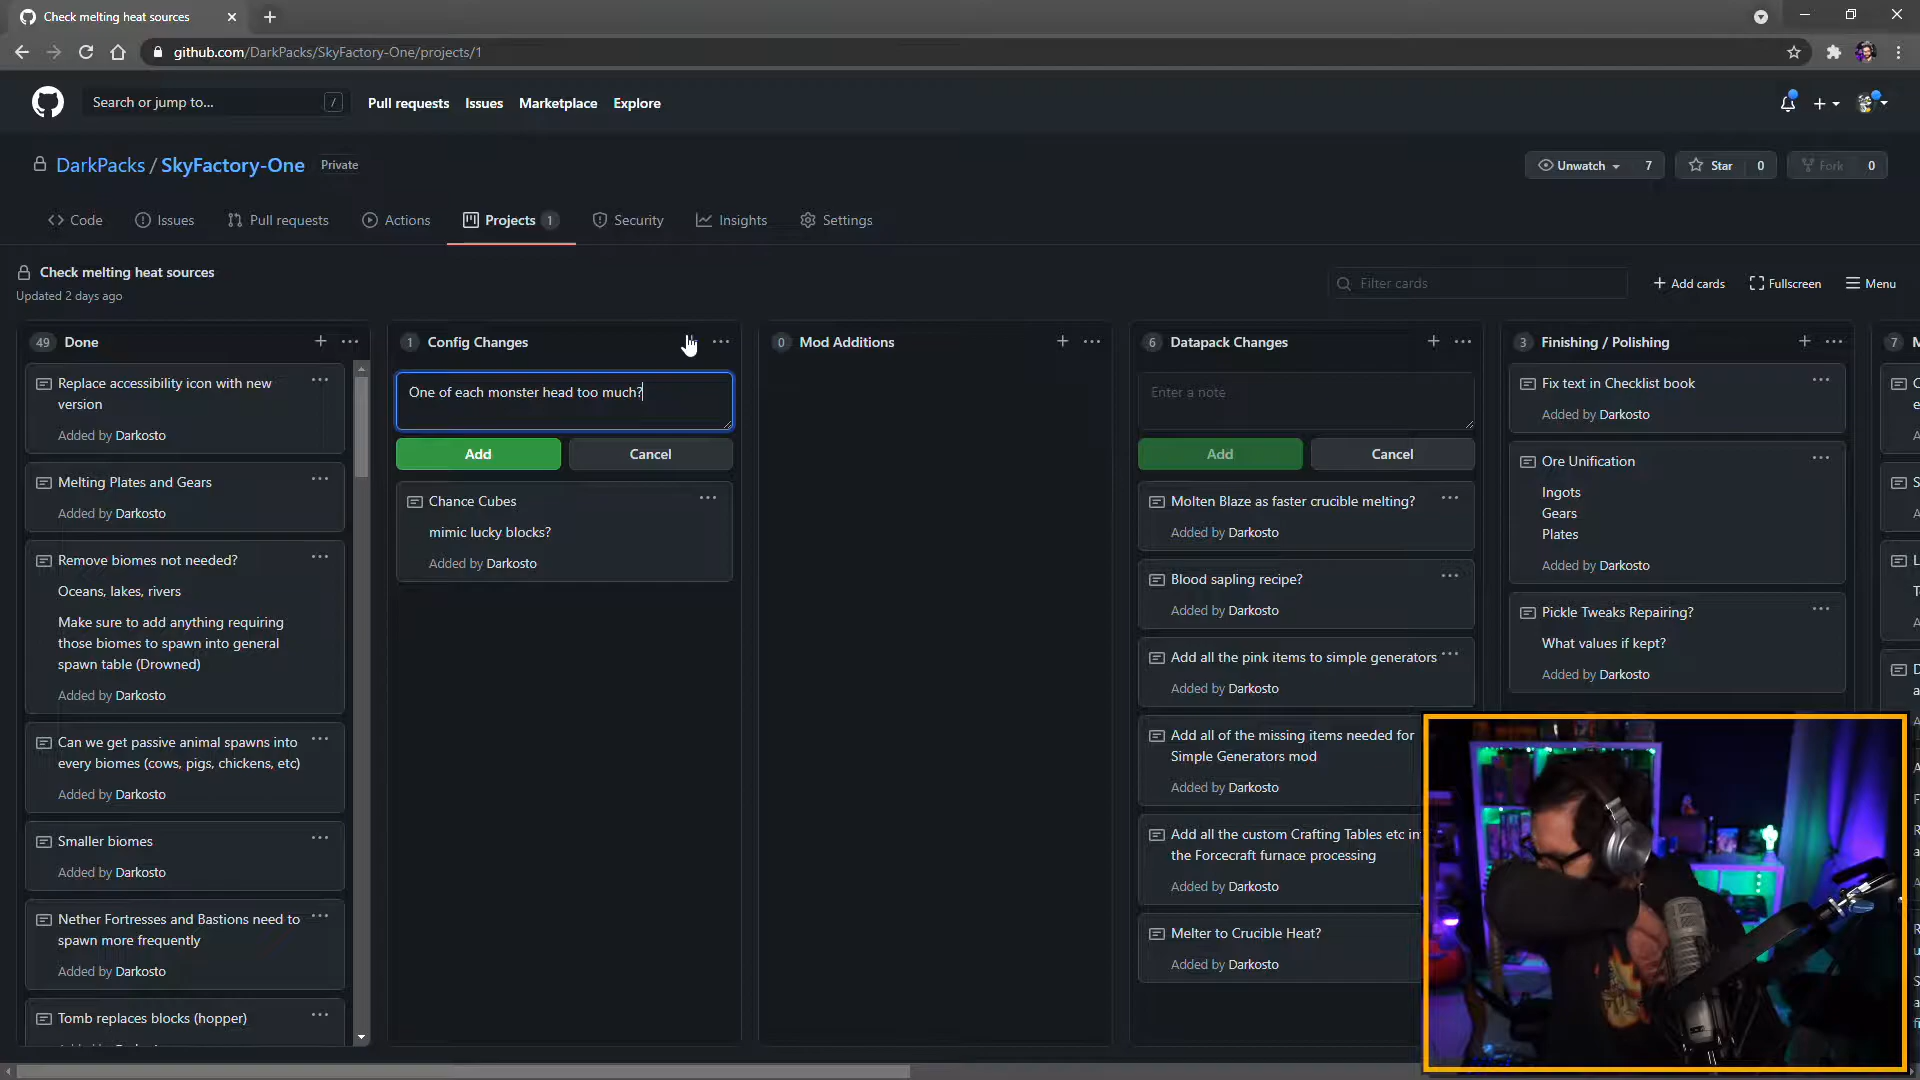 Check melting heat sources
github.com/DarkPacks/SkyFactory-One/projects/1
Search or jump to...
/
Pull requests
Issues
Marketplace
Explore
DarkPacks / SkyFactory-One
Private
Unwatch
7
Star
0
Fork
0
Code
Issues
Pull requests
Actions
Projects
1
Security
Insights
Settings
Check melting heat sources
Updated 2 days ago
Filter cards
Add cards
Fullscreen
Menu
49
Done
Replace accessibility icon with new
version
Added by Darkosto
Melting Plates and Gears
Added by Darkosto
Remove biomes not needed?
Oceans, lakes, rivers
Make sure to add anything requiring
those biomes to spawn into general
spawn table (Drowned)
Added by Darkosto
Can we get passive animal spawns into
every biomes (cows, pigs, chickens, etc)
Added by Darkosto
Smaller biomes
Added by Darkosto
Nether Fortresses and Bastions need to
spawn more frequently
Added by Darkosto
Tomb replaces blocks (hopper)
1
Config Changes
One of each monster head too much?
Add
Cancel
Chance Cubes
mimic lucky blocks?
Added by Darkosto
0
Mod Additions
6
Datapack Changes
Enter a note
Add
Cancel
Molten Blaze as faster crucible melting?
Added by Darkosto
Blood sapling recipe?
Added by Darkosto
Add all the pink items to simple generators
Added by Darkosto
Add all of the missing items needed for
Simple Generators mod
Added by Darkosto
Add all the custom Crafting Tables etc in
the Forcecraft furnace processing
Added by Darkosto
Melter to Crucible Heat?
Added by Darkosto
3
Finishing / Polishing
Fix text in Checklist book
Added by Darkosto
Ore Unification
Ingots
Gears
Plates
Added by Darkosto
Pickle Tweaks Repairing?
What values if kept?
Added by Darkosto
7